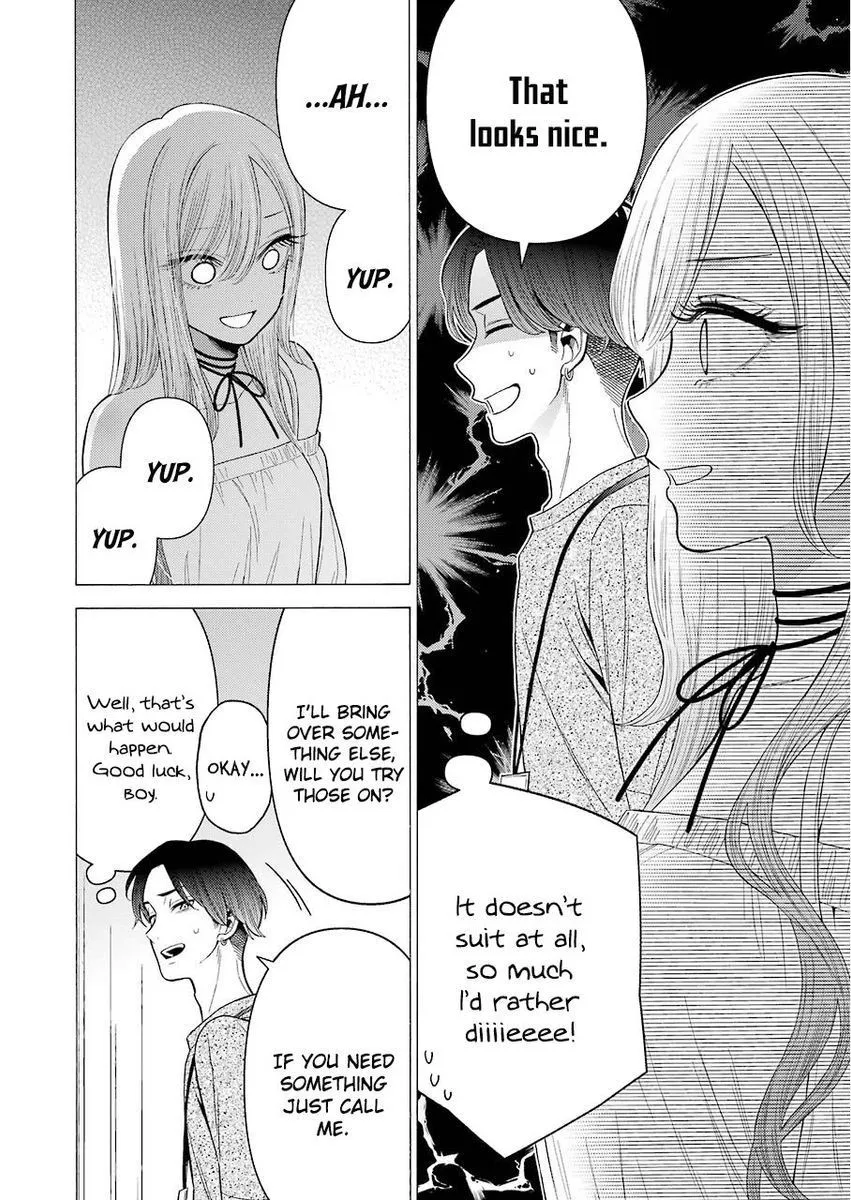 That
looks nice.
It doesn't
suit at all,
so much
I'd rather
diiiieeee!
...AH...
YUP.
YUP.
YUP.
I'LL BRING
OVER SOME-
THING ELSE,
WILL YOU TRY
THOSE ON?
OKAY...
Well, that's
what would
happen.
Good luck,
Boy.
IF YOU NEED
SOMETHING
JUST CALL
ME.